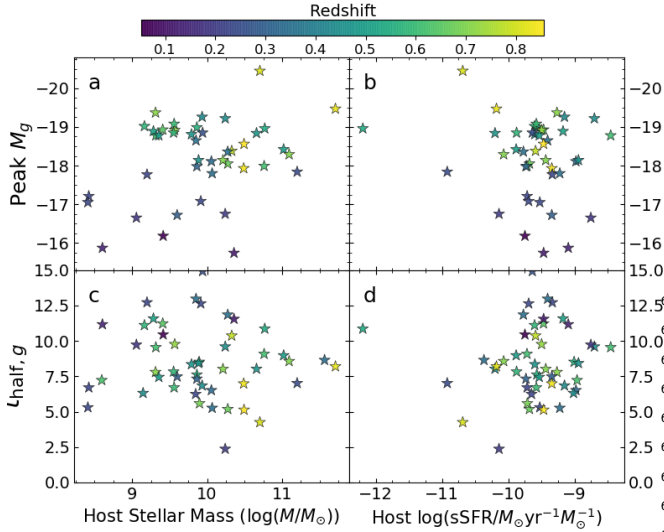 Redshift
0.1 0.2 0.3 0.4 0.5 0.6 0.7 0.8
a b
−20 −20
−19 −19
−18 −18
−17 −17
−16 −16
Peak M_g
c d
15.0 15.0
12.5 12.5
10.0 10.0
7.5 7.5
5.0 5.0
2.5 2.5
0.0 0.0
t_half, g
9 10 11 −12 −11 −10 −9
Host Stellar Mass (log(M/M⊙)) Host log(sSFR/M⊙yr⁻¹M⊙⁻¹)